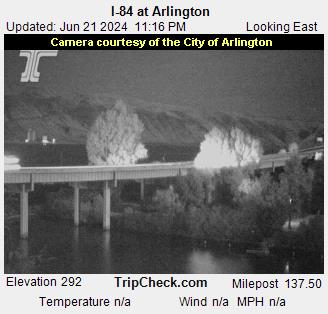 I-84 at Arlington
Updated: Jun 21 2024 11:16 PM Looking East
Camera courtesy of the City of Arlington
Elevation 292 TripCheck.com Milepost 137.50
Temperature n/a Wind n/a MPH n/a